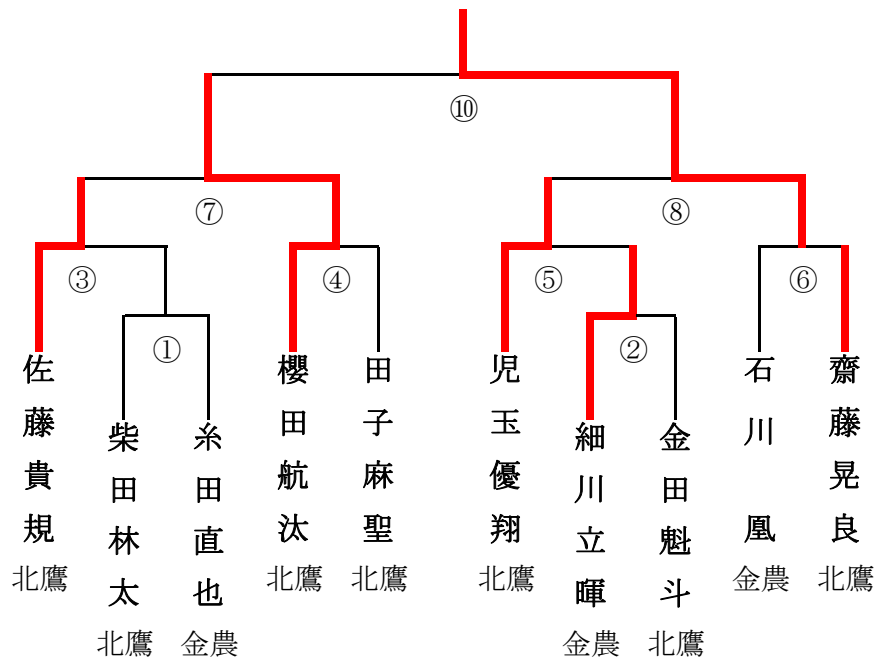 ⑩
⑦
⑧
③
④
⑤
⑥
①
②
佐藤貴規
北鷹
柴田林太
北鷹
糸田直也
金農
櫻田航汰
北鷹
田子麻聖
北鷹
児玉優翔
北鷹
細川立暉
金農
金田魁斗
北鷹
石川 凰
金農
齋藤晃良
北鷹